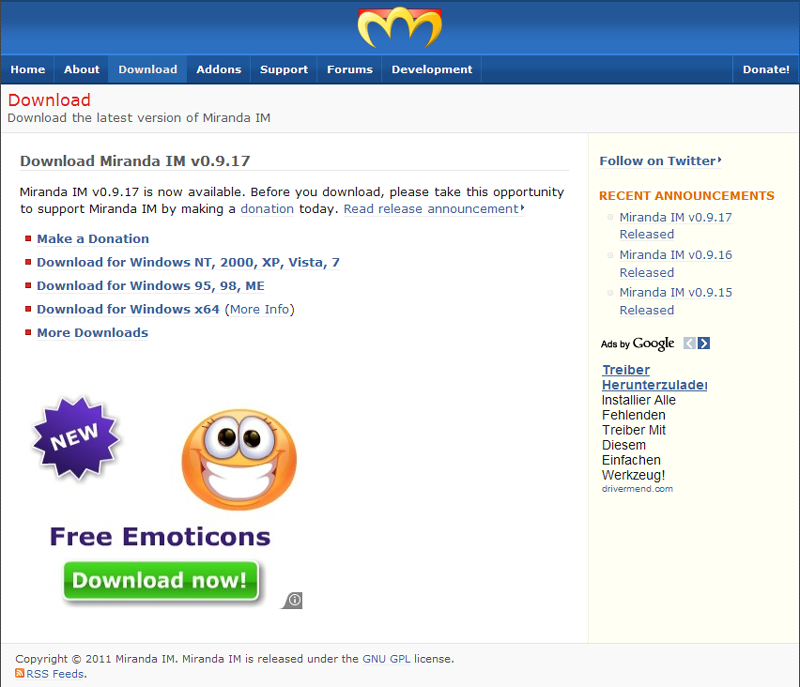 Home About Download Addons Support Forums Development Donate!
Download
Download the latest version of Miranda IM
Download Miranda IM v0.9.17
Miranda IM v0.9.17 is now available. Before you download, please take this opportunity
to support Miranda IM by making a donation today. Read release announcement
Make a Donation
Download for Windows NT, 2000, XP, Vista, 7
Download for Windows 95, 98, ME
Download for Windows x64 (More Info)
More Downloads
NEW
Free Emoticons
Download now!
Follow on Twitter
RECENT ANNOUNCEMENTS
Miranda IM v0.9.17
Released
Miranda IM v0.9.16
Released
Miranda IM v0.9.15
Released
Ads by Google
Treiber
Herunterzulader
Installier Alle
Fehlenden
Treiber Mit
Diesem
Einfachen
Werkzeug!
drivermend.com
Copyright © 2011 Miranda IM. Miranda IM is released under the GNU GPL license.
RSS Feeds.